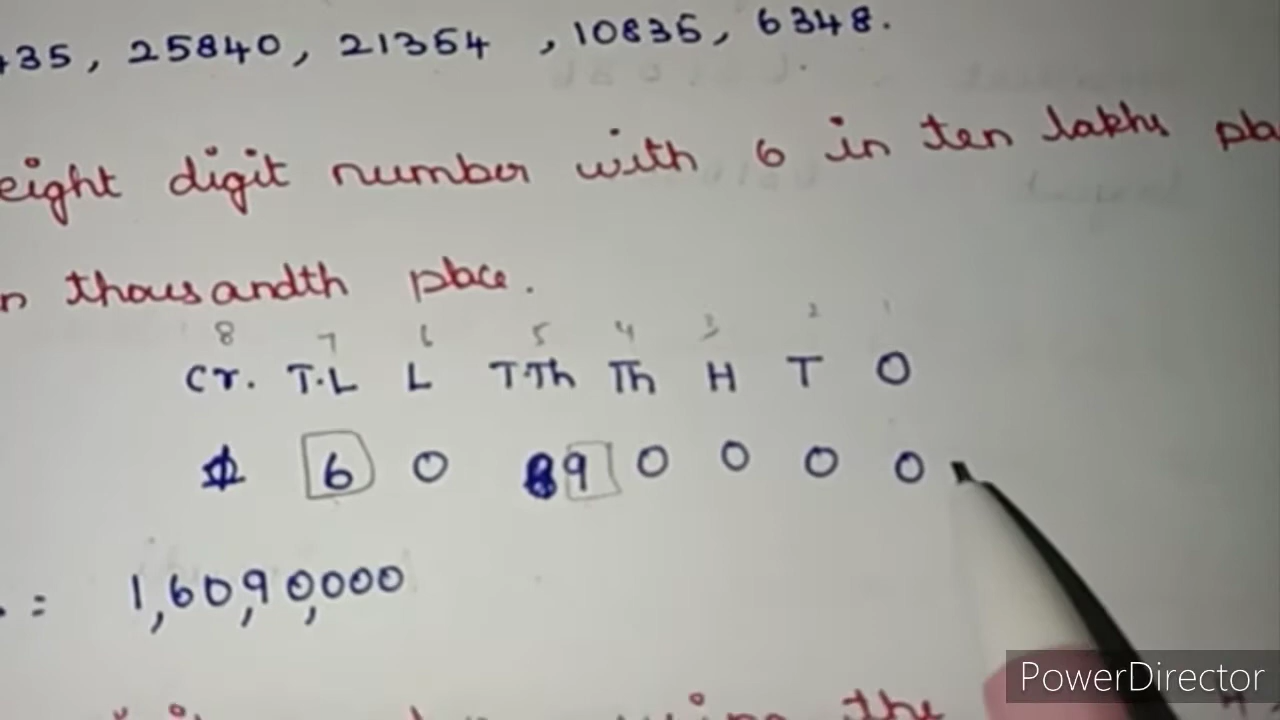 435, 25840, 21354 , 10835, 6348.
eight digit number with 6 in ten lakhs pla
n thousandth place.
8 7 6 5 4 3 2 1
Cr. T.L L T.Th Th H T O
6 0 9 0 0 0 0
= 1,60,90,000
the
PowerDirector